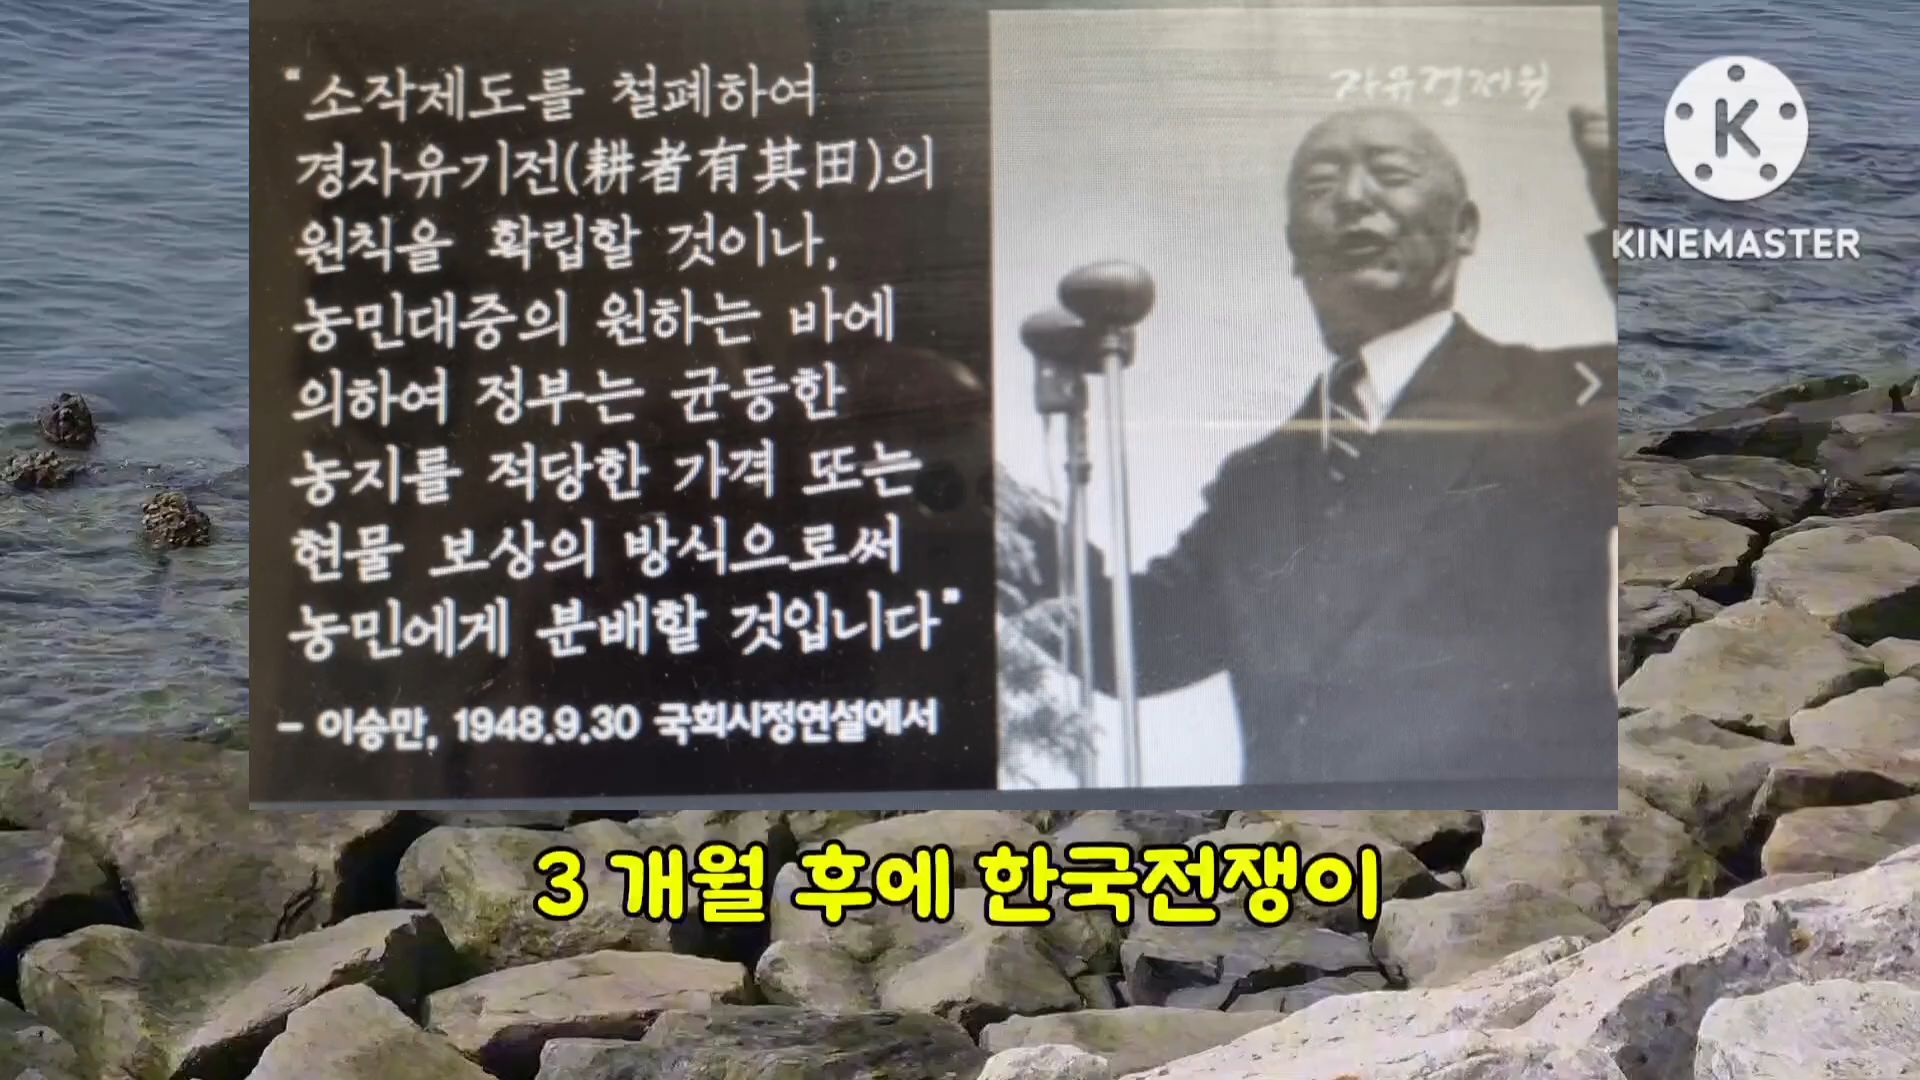 "소작제도를 철폐하여
경자유기전(耕者有其田)의
원칙을 확립할 것이나,
농민대중의 원하는 바에
의하여 정부는 균등한
농지를 적당한 가격 또는
현물 보상의 방식으로써
농민에게 분배할 것입니다"
- 이승만, 1948.9.30 국회시정연설에서
자유경제원
K
KINEMASTER
3 개월 후에 한국전쟁이